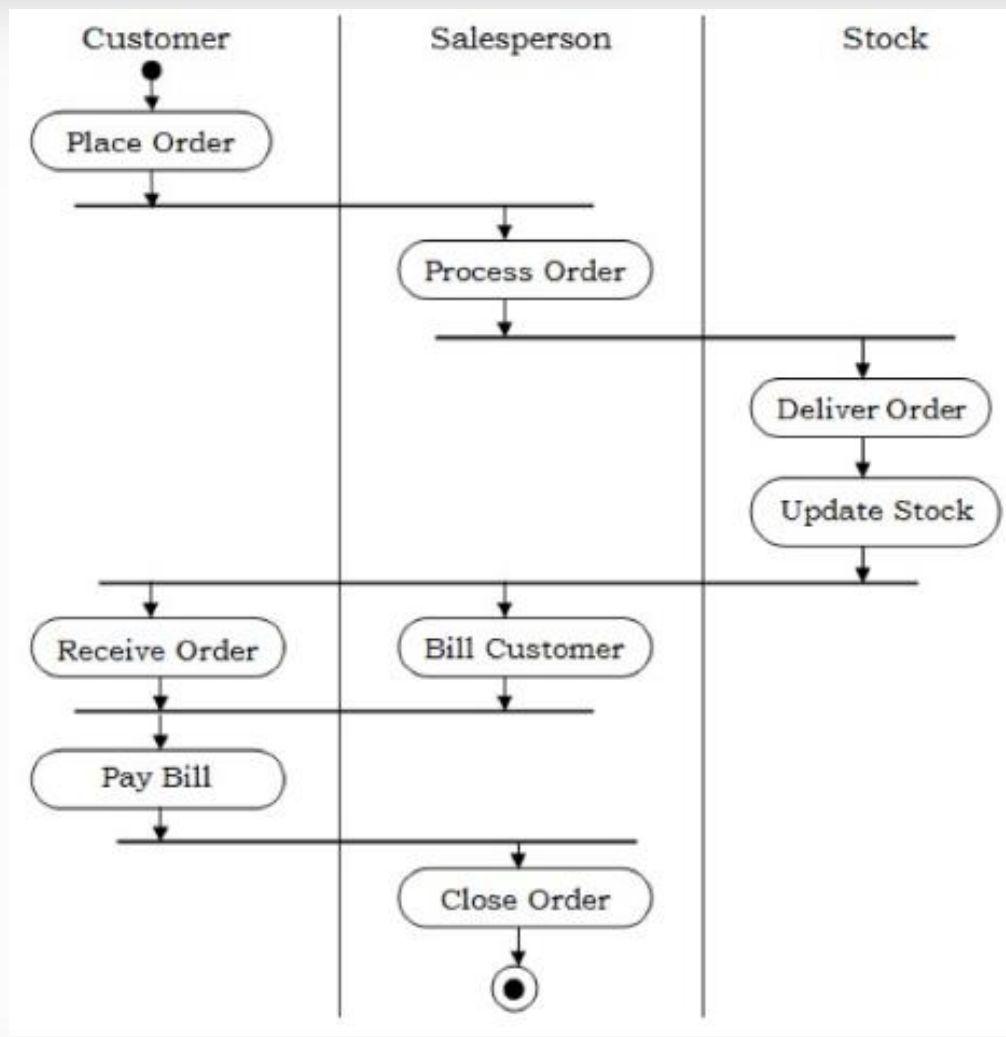 Customer
Salesperson
Stock
Place Order
Process Order
Deliver Order
Update Stock
Receive Order
Bill Customer
Pay Bill
Close Order